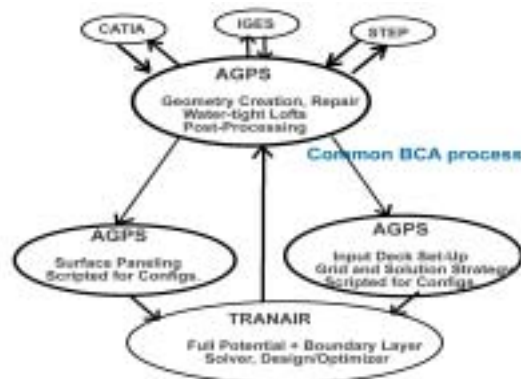 CATIA
IGES
STEP
AGPS
Geometry Creation, Repair
Water-tight Lofts
Post-Processing
Common BCA process
AGPS
Surface Paneling
Scripted for Configs.
AGPS
Input Deck Set-Up
Grid and Solution Strategy
Scripted for Configs
TRANAIR
Full Potential + Boundary Layer
Solver, Design/Optimizer